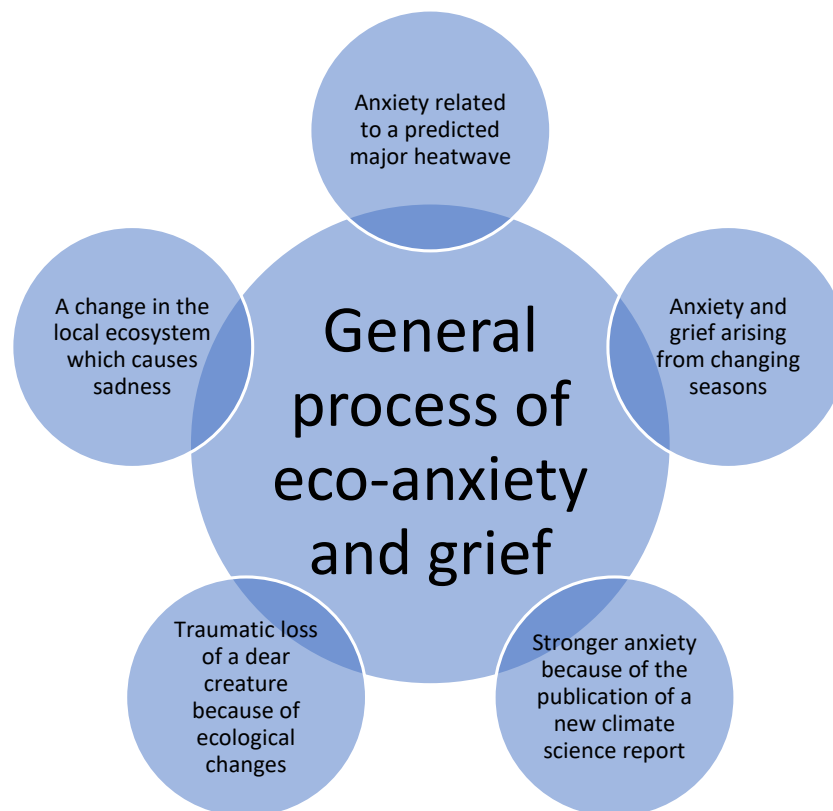 Anxiety related
to a predicted
major heatwave
A change in the
local ecosystem
which causes
sadness
General
process of
eco-anxiety
and grief
Anxiety and
grief arising
from changing
seasons
Traumatic loss
of a dear
creature
because of
ecological
changes
Stronger anxiety
because of the
publication of a
new climate
science report